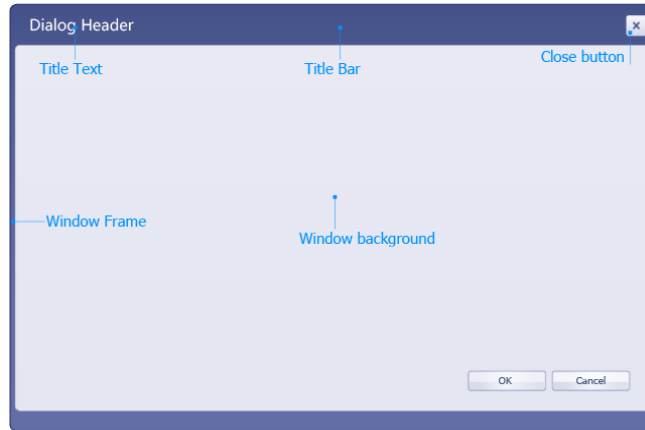 Dialog Header
Close button
Title Text
Title Bar
Window Frame
Window background
OK
Cancel